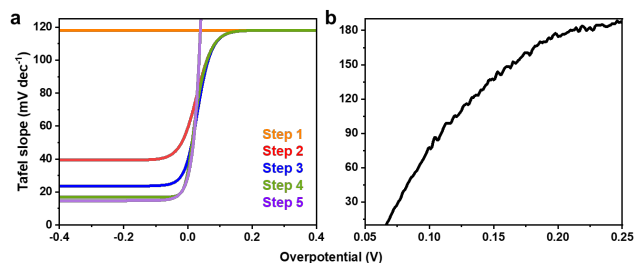 a
b
Tafel slope (mV dec⁻¹)
120
100
80
60
40
20
0
-0.4
-0.2
0.0
0.2
0.4
Step 1
Step 2
Step 3
Step 4
Step 5
180
150
120
90
60
30
0.05
0.10
0.15
0.20
0.25
Overpotential (V)